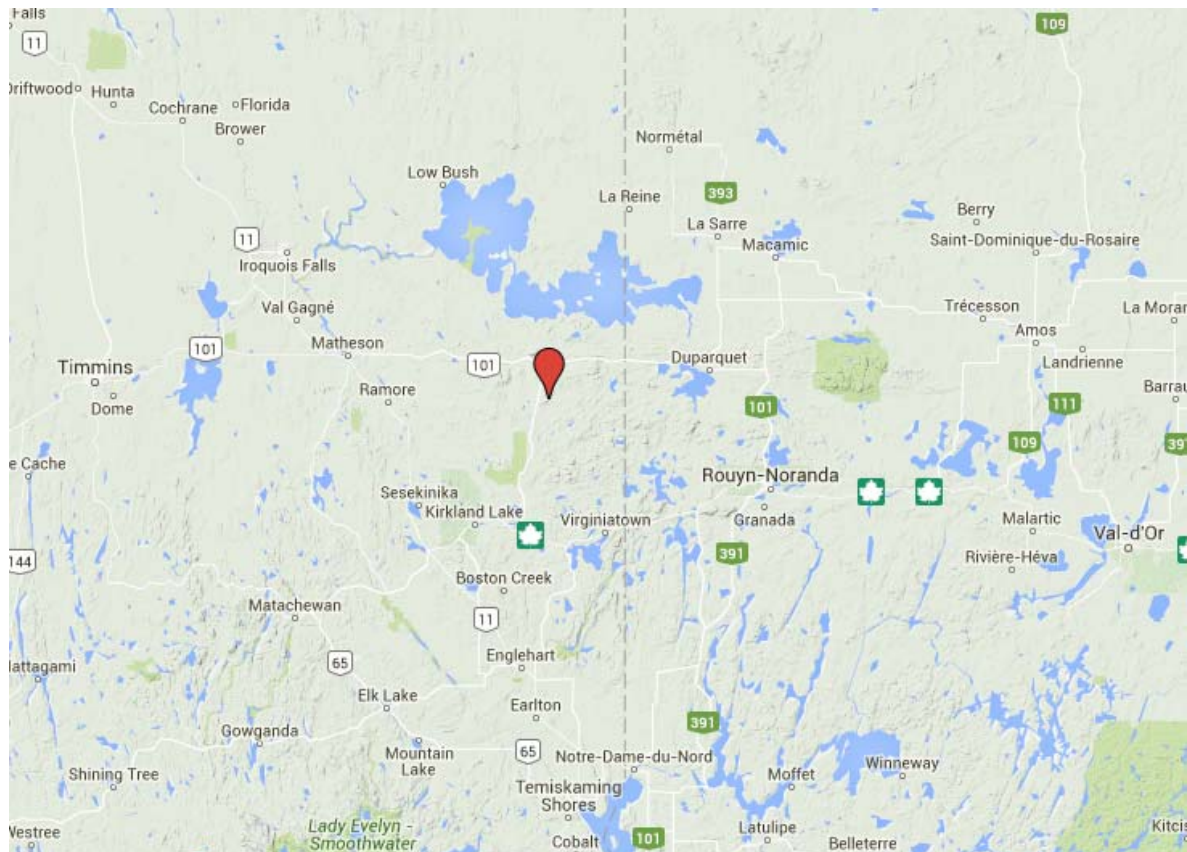 Falls
11
109
Driftwood
Hunta
Cochrane
Florida
Brower
Normétal
Low Bush
La Reine
393
La Sarre
Berry
Saint-Dominique-du-Rosaire
Macamic
11
Iroquois Falls
Val Gagné
Trécesson
La Moran
Amos
Landrienne
101
Matheson
101
Duparquet
Timmins
Dome
Ramore
Barrau
101
111
109
397
e Cache
Rouyn-Noranda
Sesekinika
Kirkland Lake
Virginiatown
Granada
Malartic
Val-d'Or
391
Rivière-Héva
144
Boston Creek
Matachewan
11
Englehart
65
Mattagami
Elk Lake
Earlton
391
Gowganda
Mountain
Lake
65
Notre-Dame-du-Nord
Winneway
Shining Tree
Moffet
Temiskaming
Shores
Westree
Lady Evelyn -
Smoothwater
Cobalt
101
Latulipe
Belleterre
Kitcis